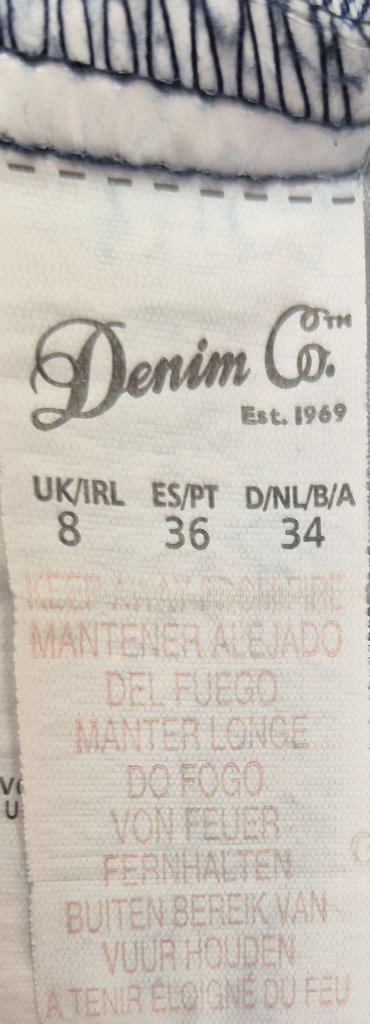 Denim Co.™
Est. 1969
UK/IRL ES/PT D/NL/B/A
8 36 34
KEEP AWAY FROM FIRE
MANTENER ALEJADO
DEL FUEGO
MANTER LONGE
DO FOGO
VON FEUER
FERNHALTEN
BUITEN BEREIK VAN
VUUR HOUDEN
A TENIR ÉLOIGNÉ DU FEU